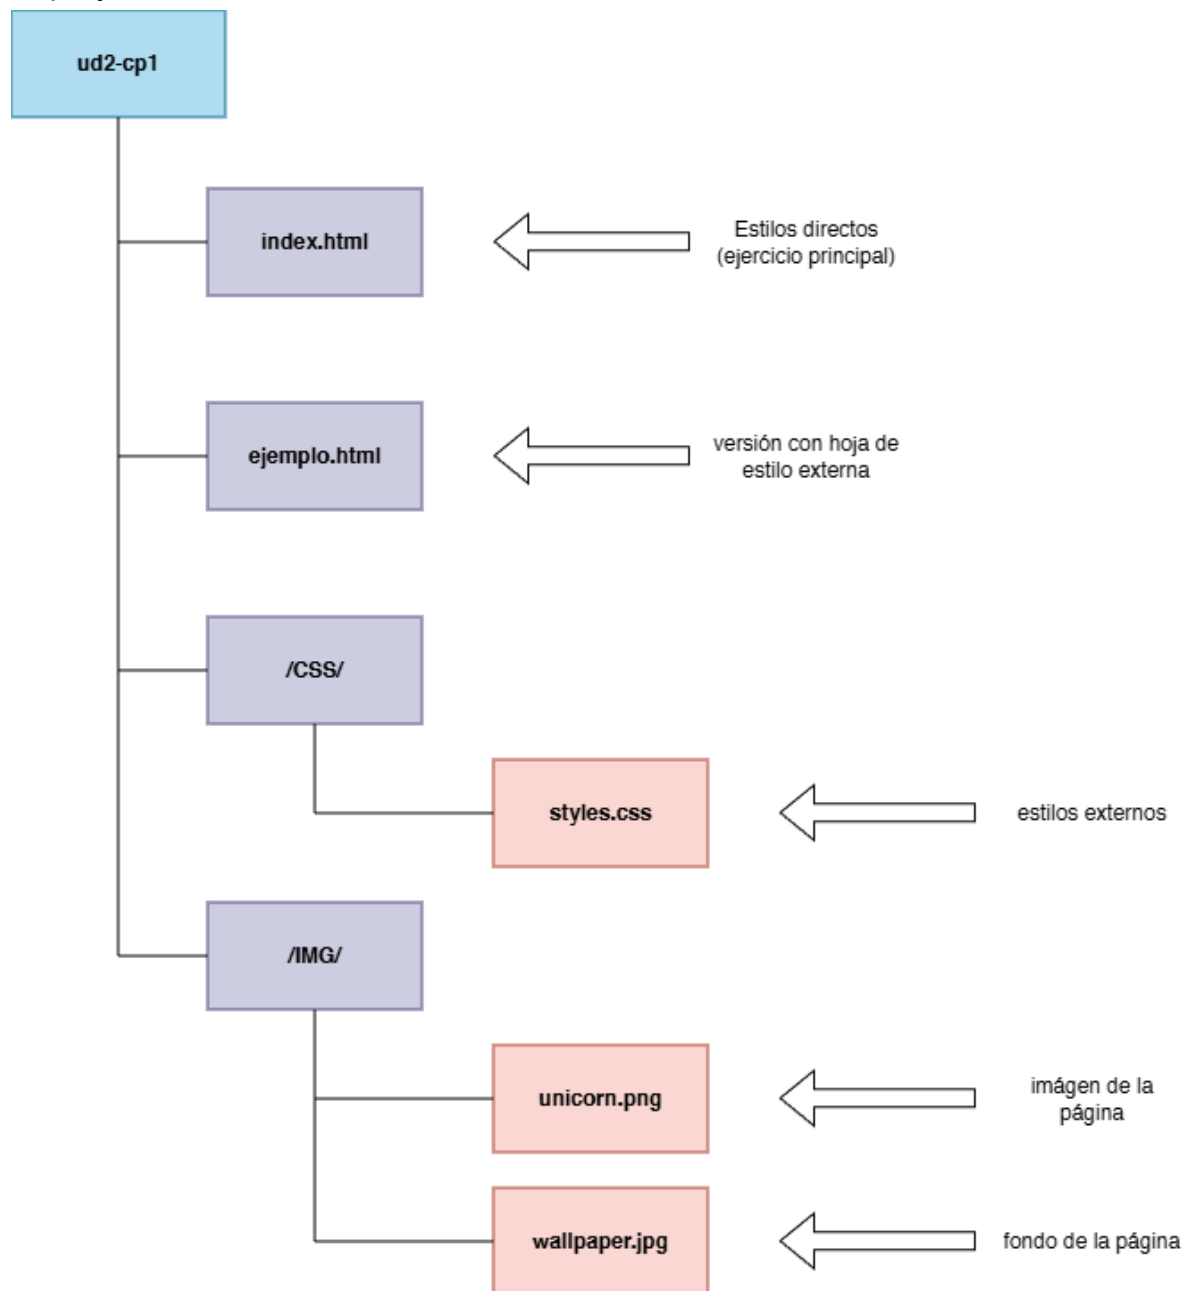 ud2-cp1
index.html
Estilos directos
(ejercicio principal)
ejemplo.html
versión con hoja de
estilo externa
/CSS/
styles.css
estilos externos
/IMG/
unicorn.png
imágen de la
página
wallpaper.jpg
fondo de la página